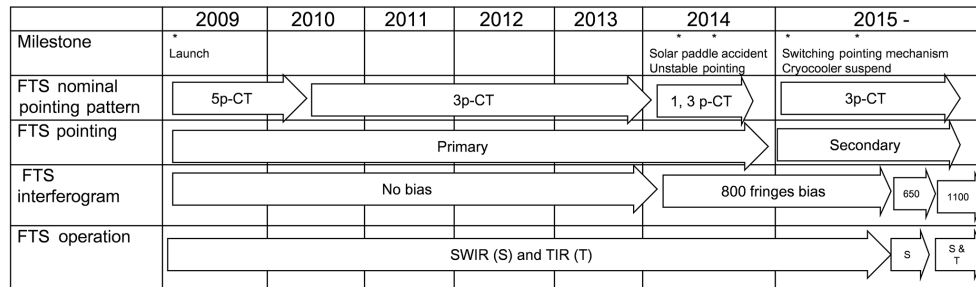 2009 2010 2011 2012 2013 2014 2015 -
Milestone * * * * *
Launch Solar paddle accident Switching pointing mechanism
Unstable pointing Cryocooler suspend
FTS nominal
pointing pattern 5p-CT 3p-CT 1, 3 p-CT 3p-CT
FTS pointing Primary Secondary
FTS
interferogram No bias 800 fringes bias 650 1100
FTS operation
SWIR (S) and TIR (T) S S &
T